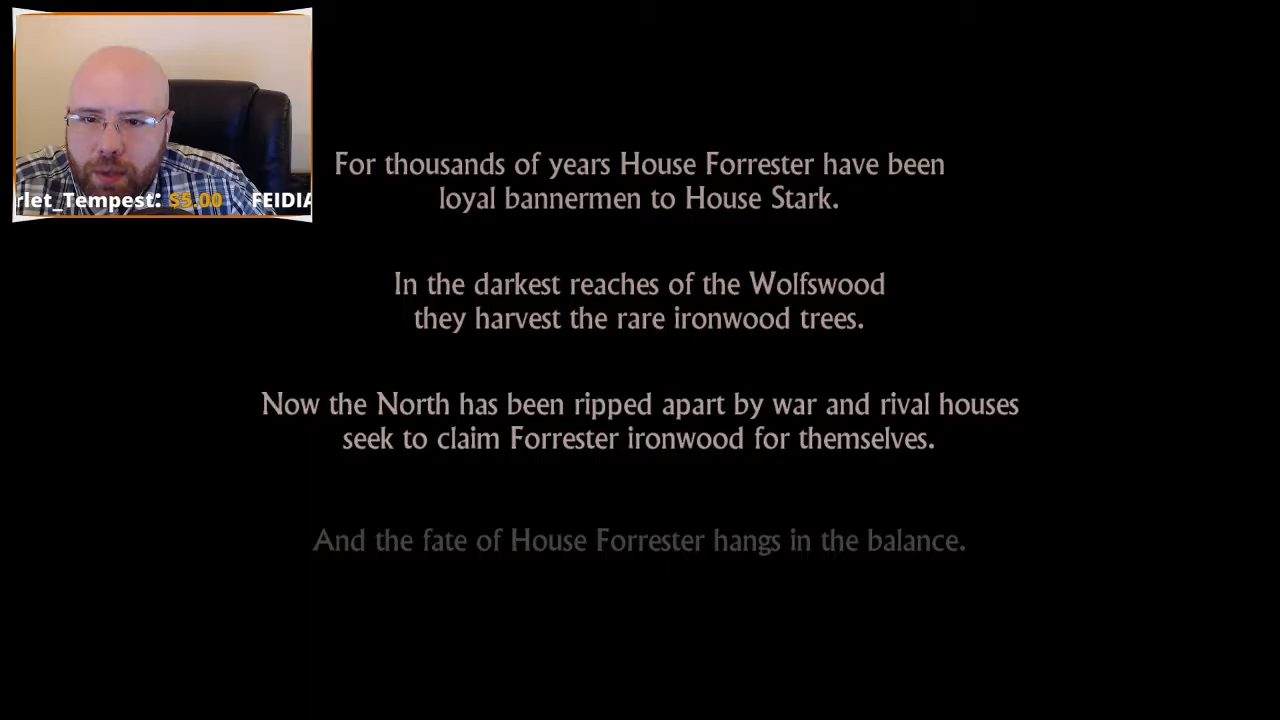 rlet_Tempest: $5.00 FEIDIA
For thousands of years House Forrester have been
loyal bannermen to House Stark.
In the darkest reaches of the Wolfswood
they harvest the rare ironwood trees.
Now the North has been ripped apart by war and rival houses
seek to claim Forrester ironwood for themselves.
And the fate of House Forrester hangs in the balance.